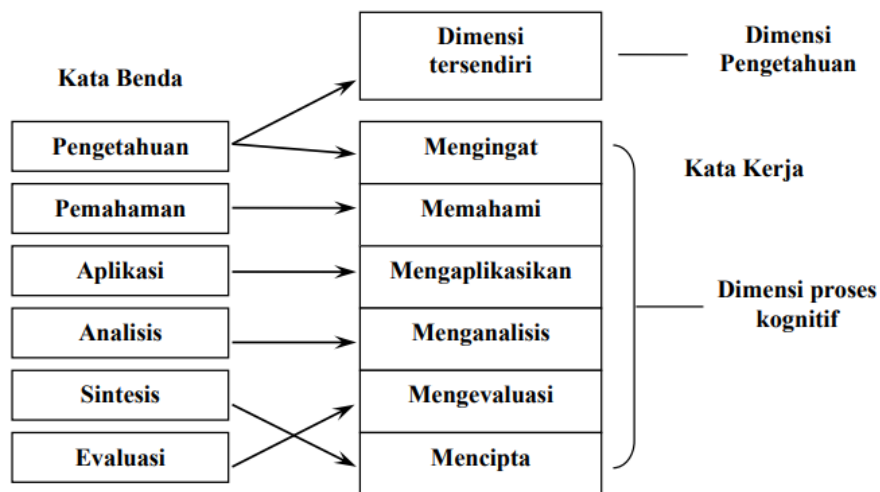 Kata Benda
Pengetahuan
Pemahaman
Aplikasi
Analisis
Sintesis
Evaluasi
Dimensi
tersendiri
Mengingat
Memahami
Mengaplikasikan
Menganalisis
Mengevaluasi
Mencipta
Dimensi
Pengetahuan
Kata Kerja
Dimensi proses
kognitif